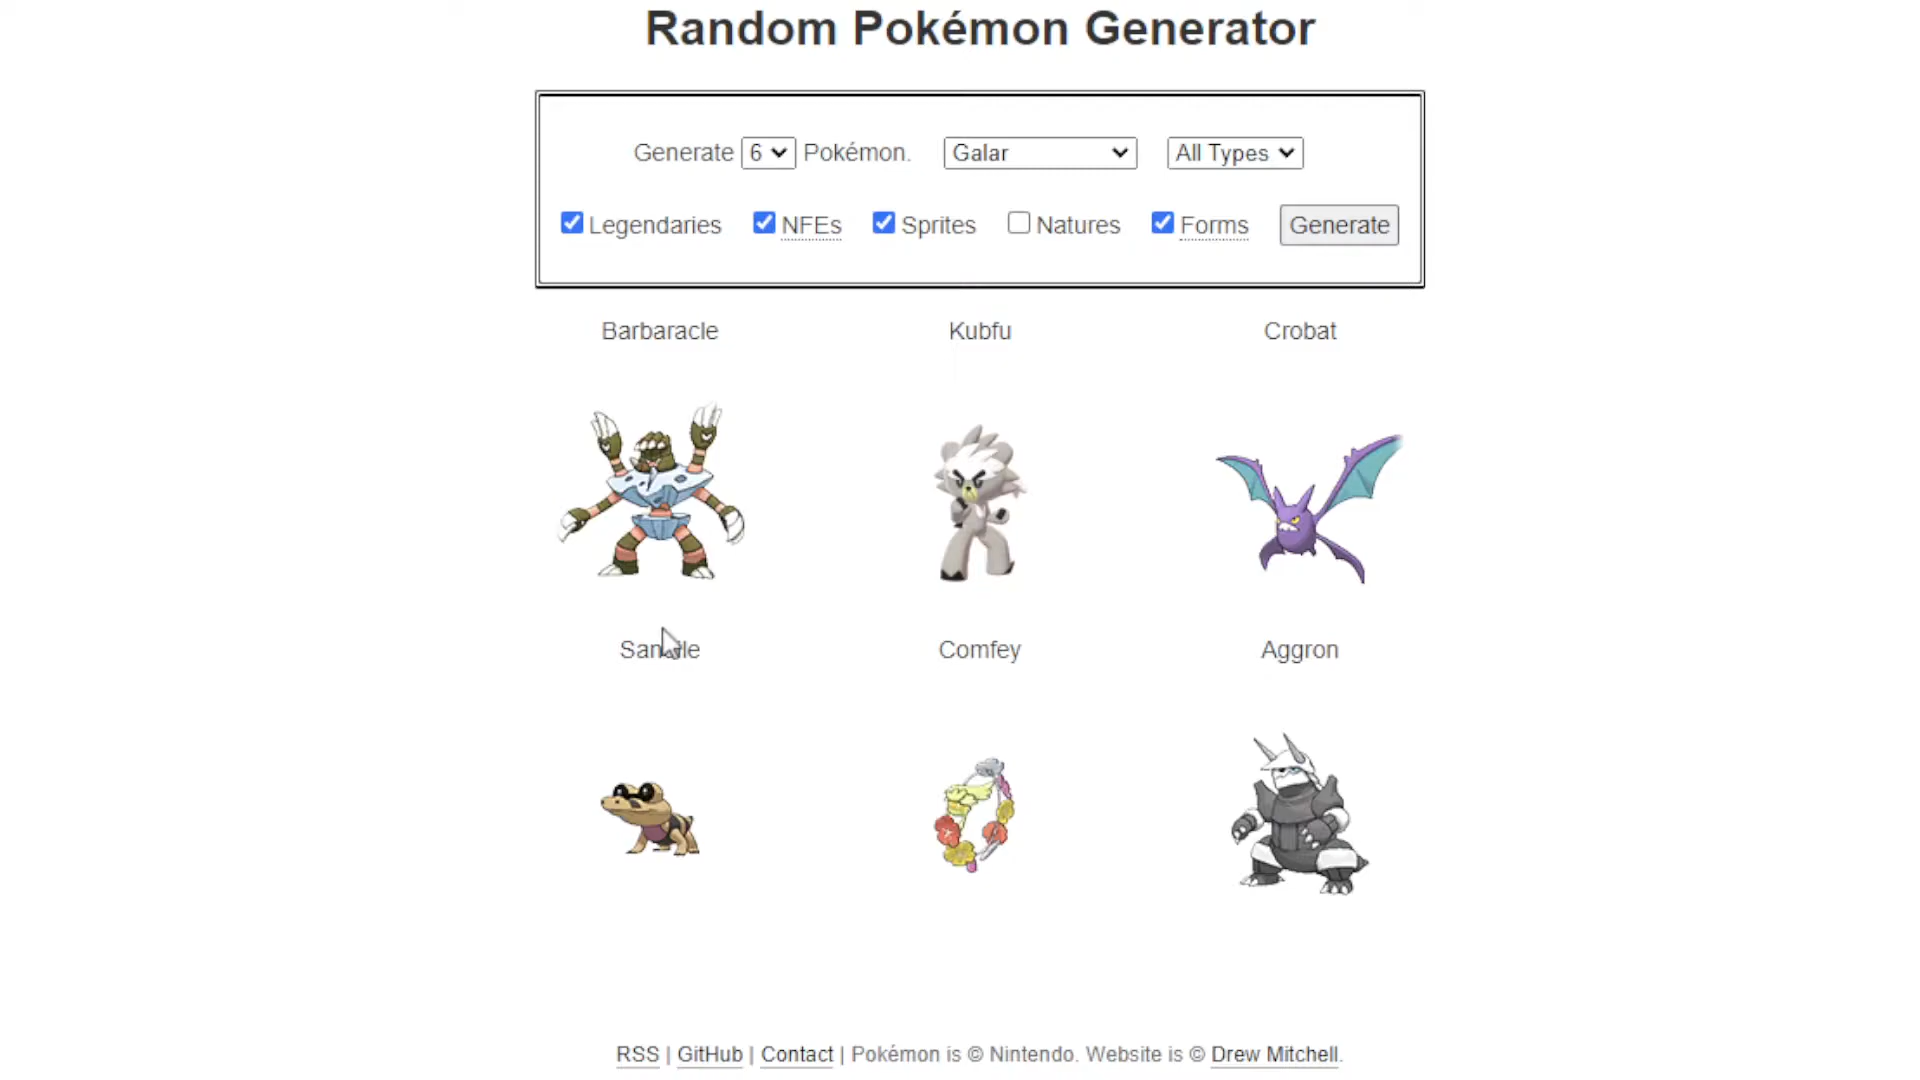 Random Pokémon Generator
Generate 6 Pokémon. Galar All Types
Legendaries NFEs Sprites Natures Forms Generate
Barbaracle Kubfu Crobat
Comfey Aggron
RSS | GitHub | Contact | Pokémon is © Nintendo. Website is © Drew Mitchell.